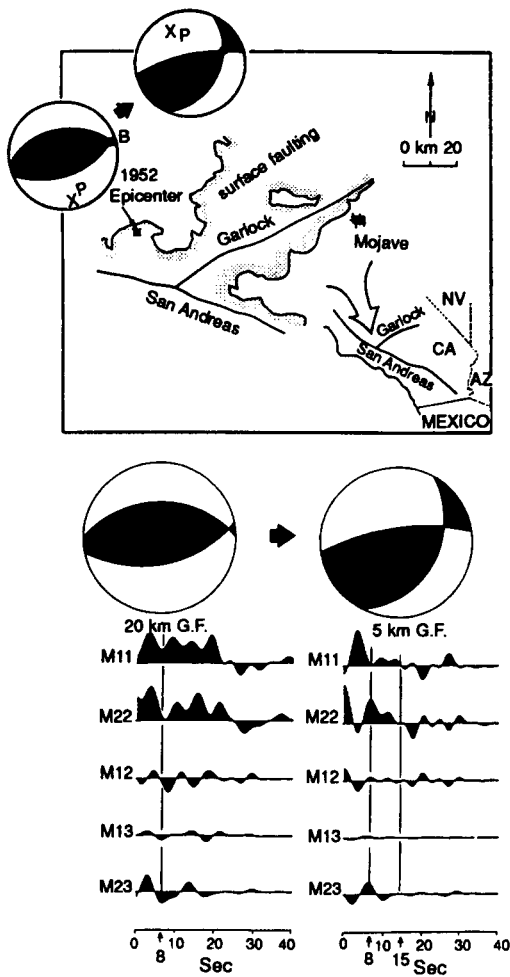 X P
B
X P
N
0 km 20
1952
Epicenter
surface faulting
Garlock
Mojave
San Andreas
NV
Garlock
CA
San Andreas
AZ
MEXICO
20 km G.F.
5 km G.F.
M11
M11
M22
M22
M12
M12
M13
M13
M23
M23
0 10 20 30 40
8
Sec
0 10 20 30 40
8 15
Sec